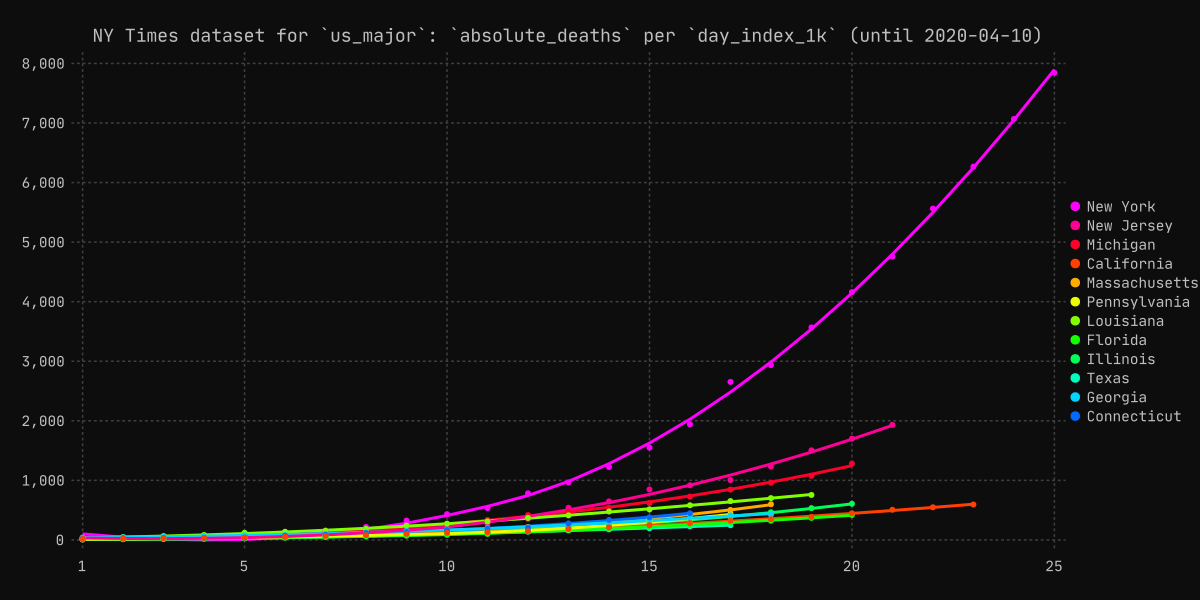 NY Times dataset for `us_major`: `absolute_deaths` per `day_index_1k` (until 2020-04-10)
8,000
7,000
6,000
5,000
4,000
3,000
2,000
1,000
0
1 5 10 15 20 25
New York
New Jersey
Michigan
California
Massachusetts
Pennsylvania
Louisiana
Florida
Illinois
Texas
Georgia
Connecticut